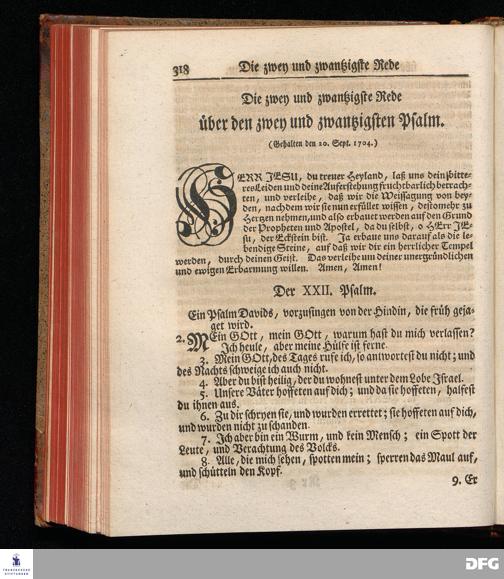 318 Die zwey und zwantzigste Rede
Die zwey und zwantzigste Rede
über den zwey und zwantzigsten Psalm.
(Gehalten den 20. Sept. 1704.)
HERR JESU, du treuer Heyland, laß uns dein bitte-
res Leiden und deine Auferstehung fruchtbarlich betrach-
ten, und verleihe, daß wir die Weissagung von bey-
den, nachdem wir sie nun erfüllet wissen, destomehr zu
Hertzen nehmen, und also erbauet werden auf den Grund
der Propheten und Apostel, da du selbst, o HErr JE-
su, der Eckstein bist. Ja erbaue uns darauf als die le-
bendige Steine, auf daß wir dir ein herrlicher Tempel
werden, durch deinen Geist. Das verleihe um deiner unergründlichen
und ewigen Erbarmung willen. Amen, Amen!
Der XXII. Psalm.
Ein Psalm Davids, vorzusingen von der Hindin, die früh geja-
get wird.
2. MEin GOtt, mein GOtt, warum hast du mich verlassen?
Ich heule, aber meine Hülfe ist ferne.
3. Mein GOtt, des Tages rufe ich, so antwortest du nicht; und
des Nachts schweige ich auch nicht.
4. Aber du bist heilig, der du wohnest unter dem Lobe Israel.
5. Unsere Väter hoffeten auf dich; und da sie hoffeten, halfest
du ihnen aus.
6. Zu dir schryen sie, und wurden errettet; sie hoffeten auf dich,
und wurden nicht zu schanden.
7. Ich aber bin ein Wurm, und kein Mensch; ein Spott der
Leute, und Verachtung des Volcks.
8. Alle, die mich sehen, spotten mein; sperren das Maul auf,
und schütteln den Kopf.
9. Er
FRANCKESCHE
STIFTUNGEN
DFG